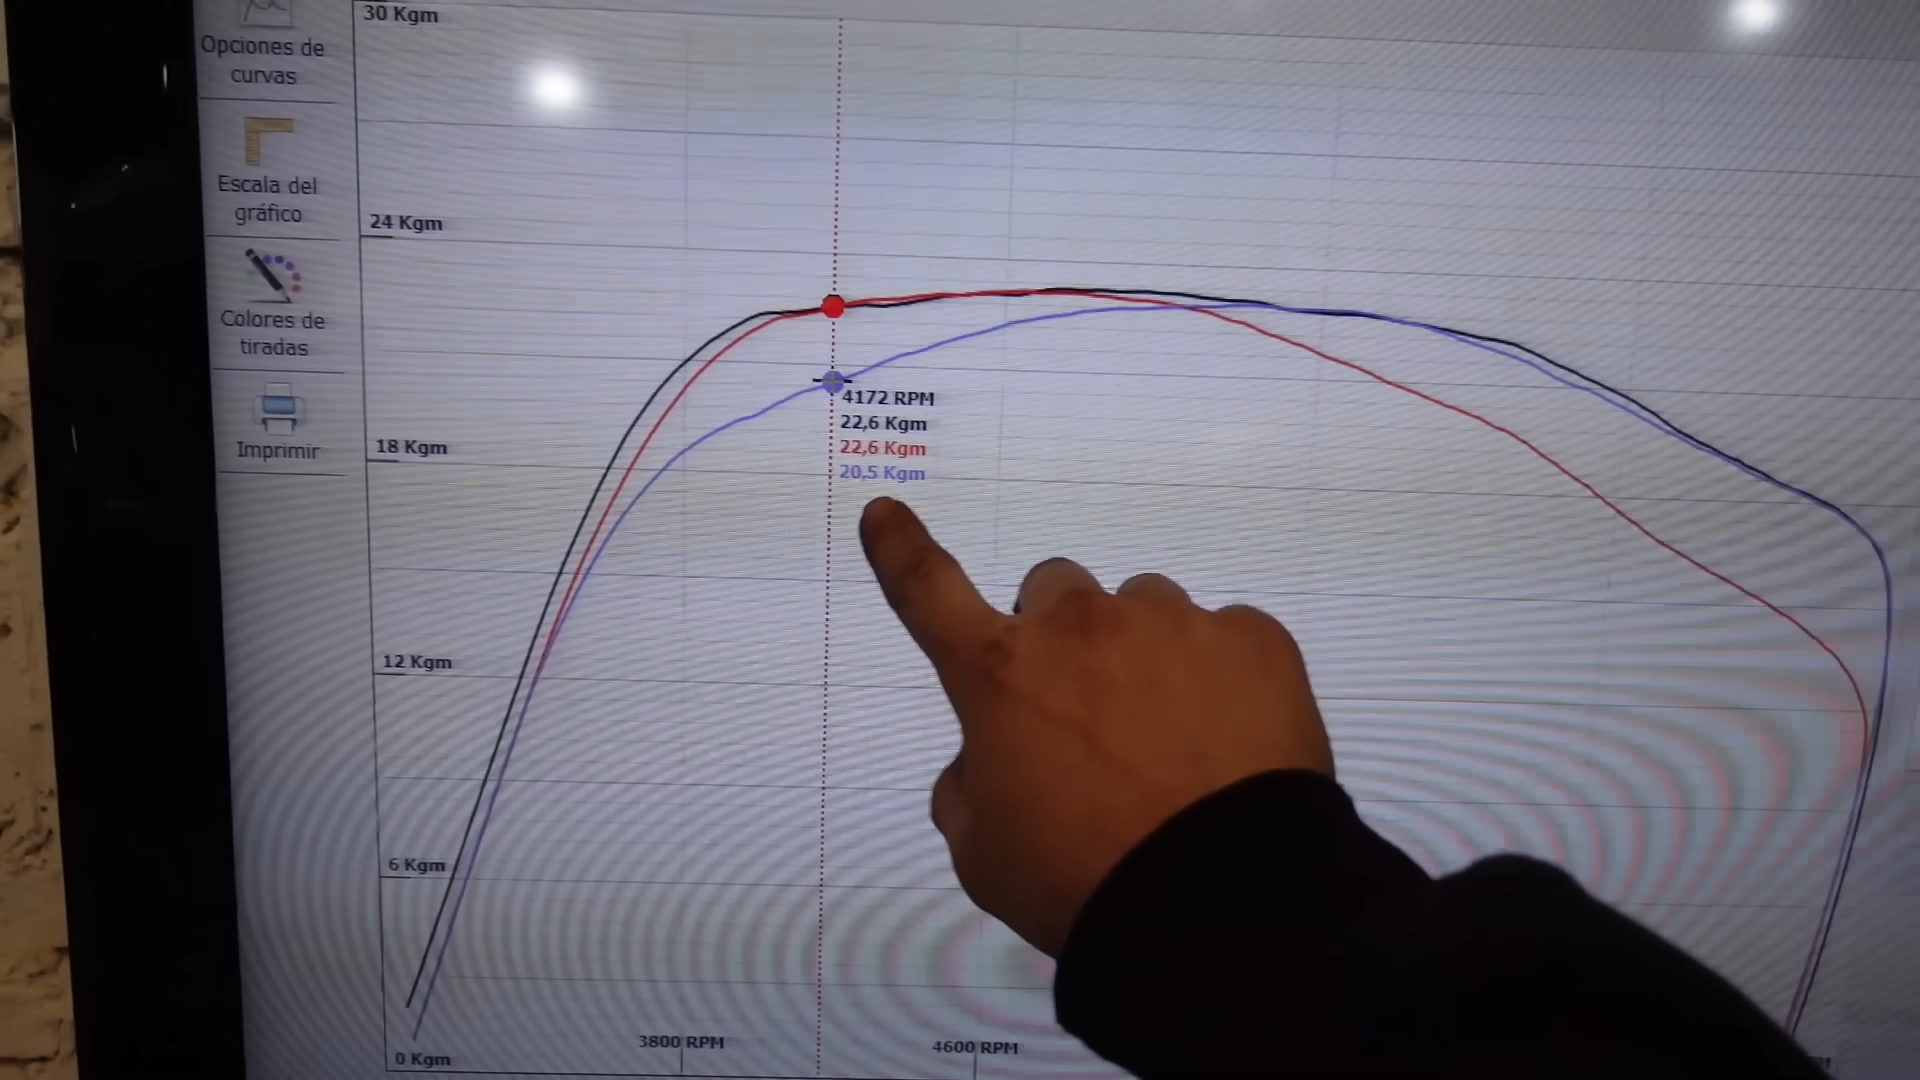 Opciones de
curvas
Escala del
gráfico
Colores de
tiradas
Imprimir
30 Kgm
24 Kgm
18 Kgm
12 Kgm
6 Kgm
0 Kgm
4172 RPM
22,6 Kgm
22,6 Kgm
20,5 Kgm
3800 RPM
4600 RPM